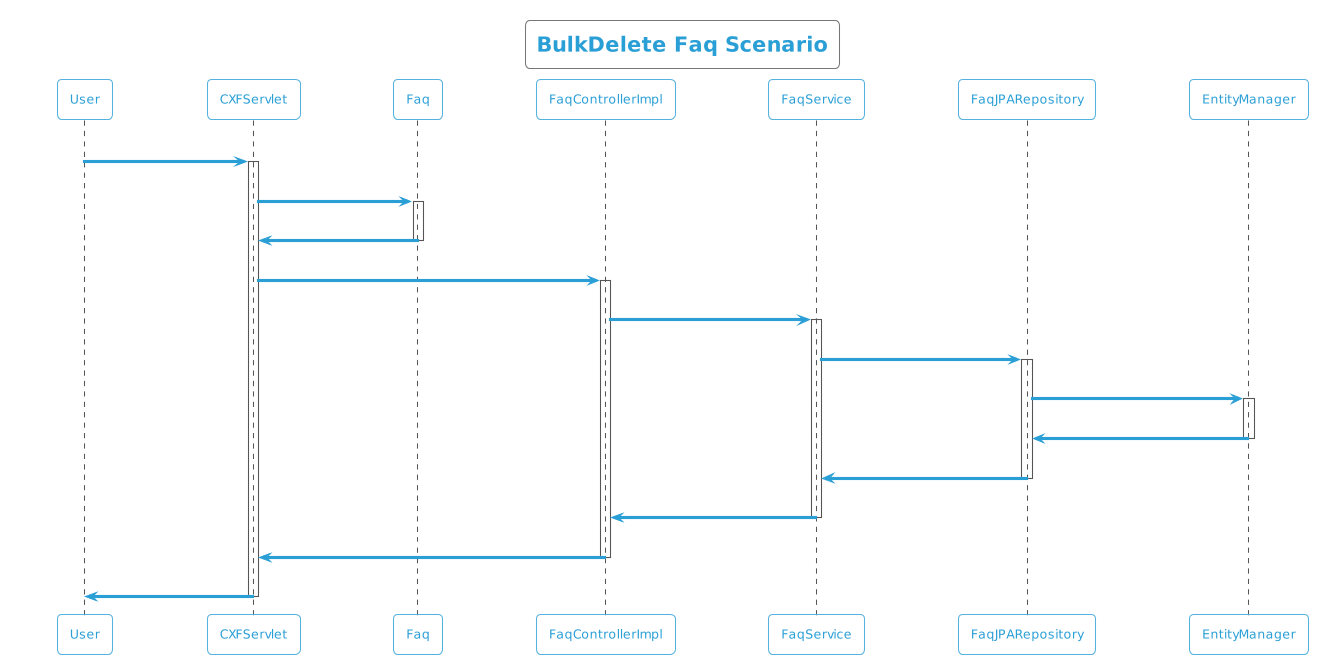 BulkDelete Faq Scenario
User
CXFServlet
Faq
FaqControllerImpl
FaqService
FaqJPARepository
EntityManager
User
CXFServlet
Faq
FaqControllerImpl
FaqService
FaqJPARepository
EntityManager